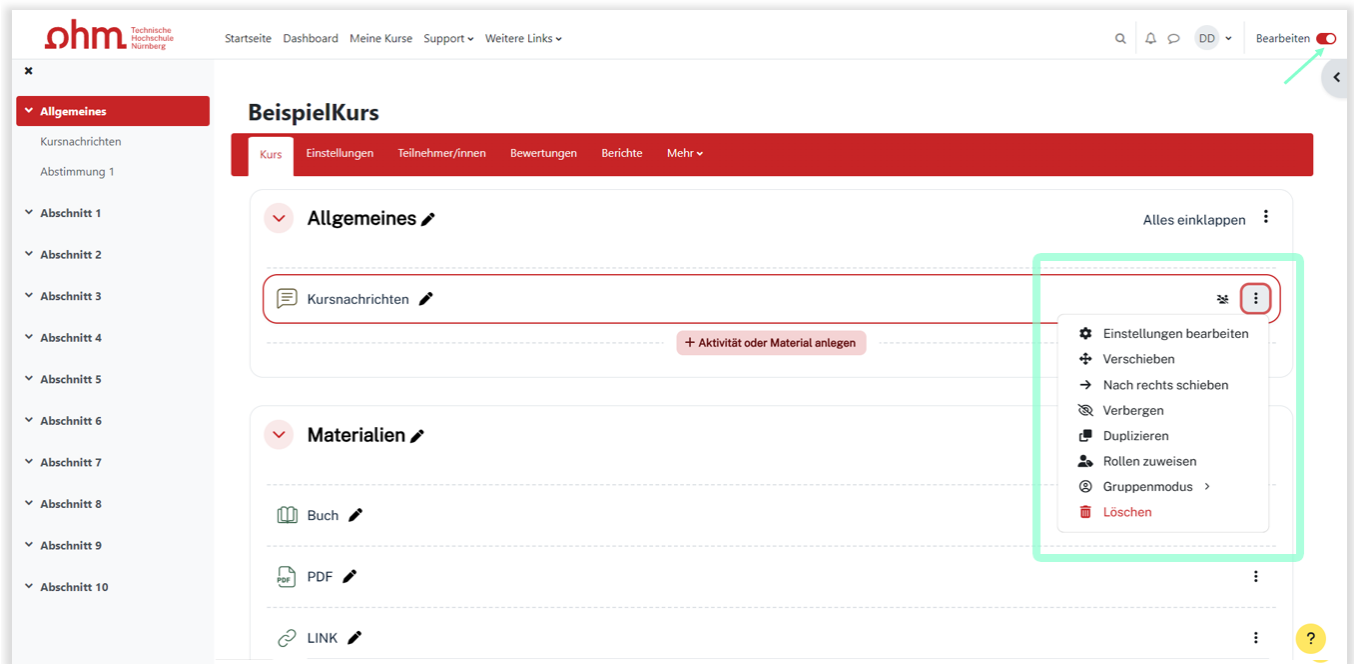 ohm Technische
Hochschule
Nürnberg
Startseite Dashboard Meine Kurse Support Weitere Links
DD
Bearbeiten
Allgemeines
Kursnachrichten
Abstimmung 1
Abschnitt 1
Abschnitt 2
Abschnitt 3
Abschnitt 4
Abschnitt 5
Abschnitt 6
Abschnitt 7
Abschnitt 8
Abschnitt 9
Abschnitt 10
BeispielKurs
Kurs Einstellungen Teilnehmer/innen Bewertungen Berichte Mehr
Allgemeines
Alles einklappen
Kursnachrichten
+ Aktivität oder Material anlegen
Einstellungen bearbeiten
Verschieben
Nach rechts schieben
Verbergen
Duplizieren
Rollen zuweisen
Gruppenmodus
Löschen
Materialien
Buch
PDF PDF
LINK
?